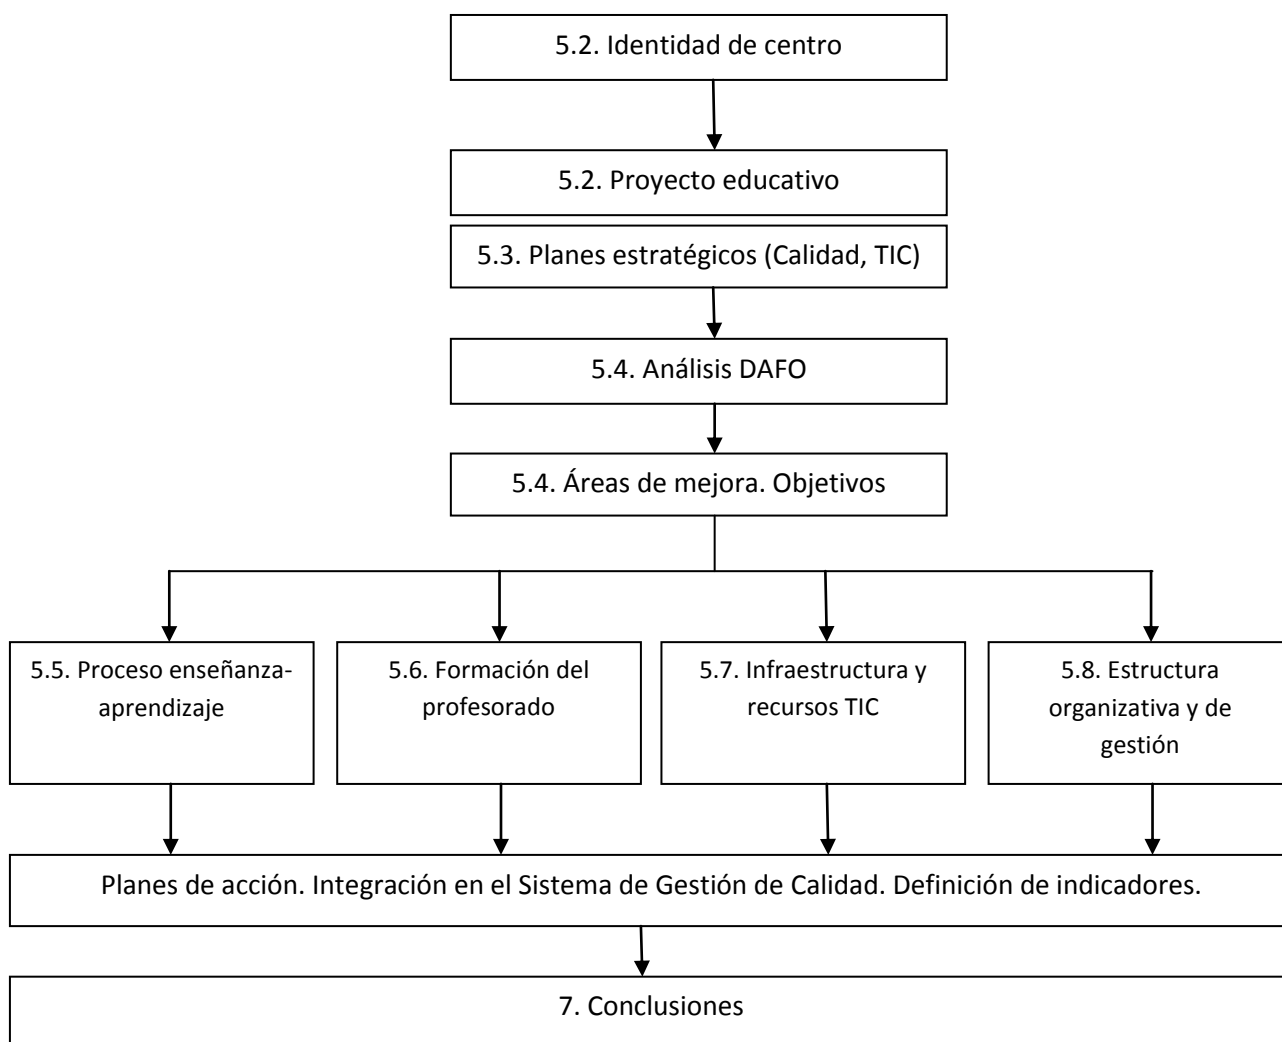 5.2. Identidad de centro
5.2. Proyecto educativo
5.3. Planes estratégicos (Calidad, TIC)
5.4. Análisis DAFO
5.4. Áreas de mejora. Objetivos
5.5. Proceso enseñanza-
aprendizaje
5.6. Formación del
profesorado
5.7. Infraestructura y
recursos TIC
5.8. Estructura
organizativa y de
gestión
Planes de acción. Integración en el Sistema de Gestión de Calidad. Definición de indicadores.
7. Conclusiones